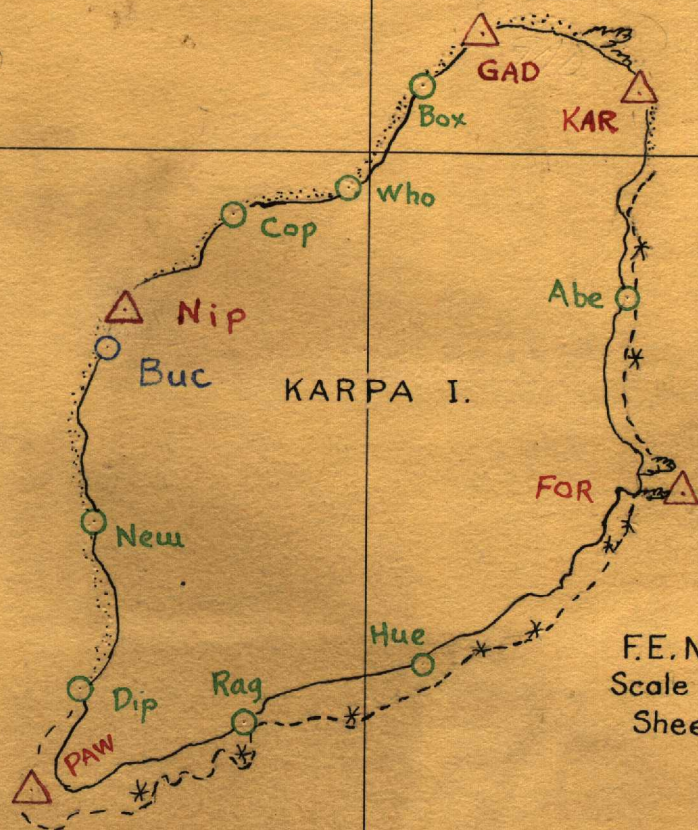 GAD
Box
KAR
Who
Cop
Abe
Nip
Buc
KARPA I.
FOR
New
Hue
F.E.N
Scale
Shee
Rag
Dip
PAW